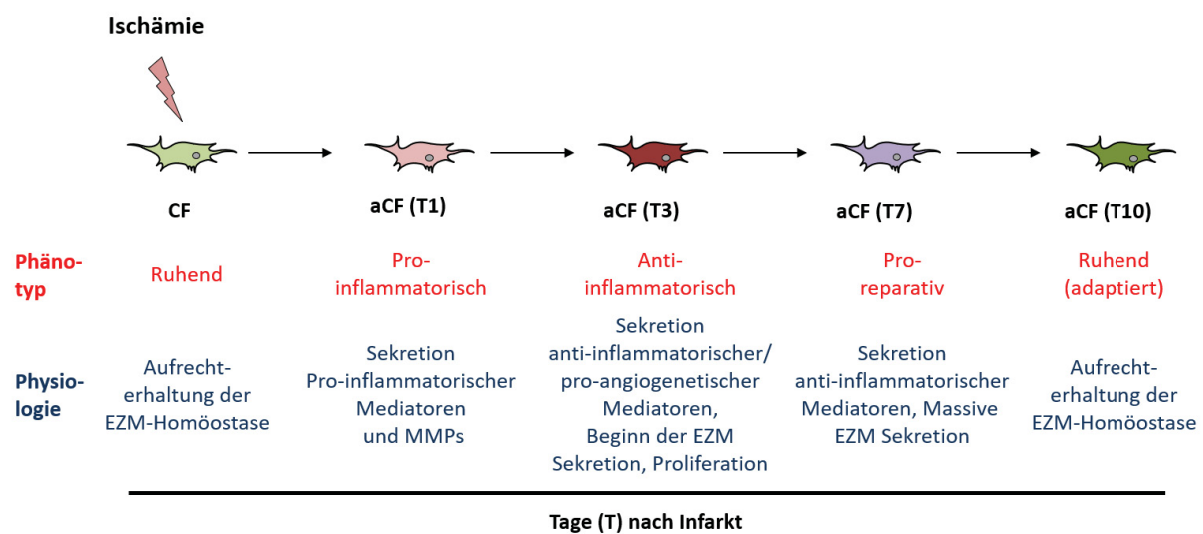 Ischämie
CF
aCF (T1)
aCF (T3)
aCF (T7)
aCF (T10)
Phäno-
typ
Ruhend
Pro-
inflammatorisch
Anti-
inflammatorisch
Pro-
reparativ
Ruhend
(adaptiert)
Physio-
logie
Aufrecht-
erhaltung der
EZM-Homöostase
Sekretion
Pro-inflammatorischer
Mediatoren
und MMPs
Sekretion
anti-inflammatorischer/
pro-angiogenetischer
Mediatoren,
Beginn der EZM
Sekretion, Proliferation
Sekretion
anti-inflammatorischer
Mediatoren, Massive
EZM Sekretion
Aufrecht-
erhaltung der
EZM-Homöostase
Tage (T) nach Infarkt